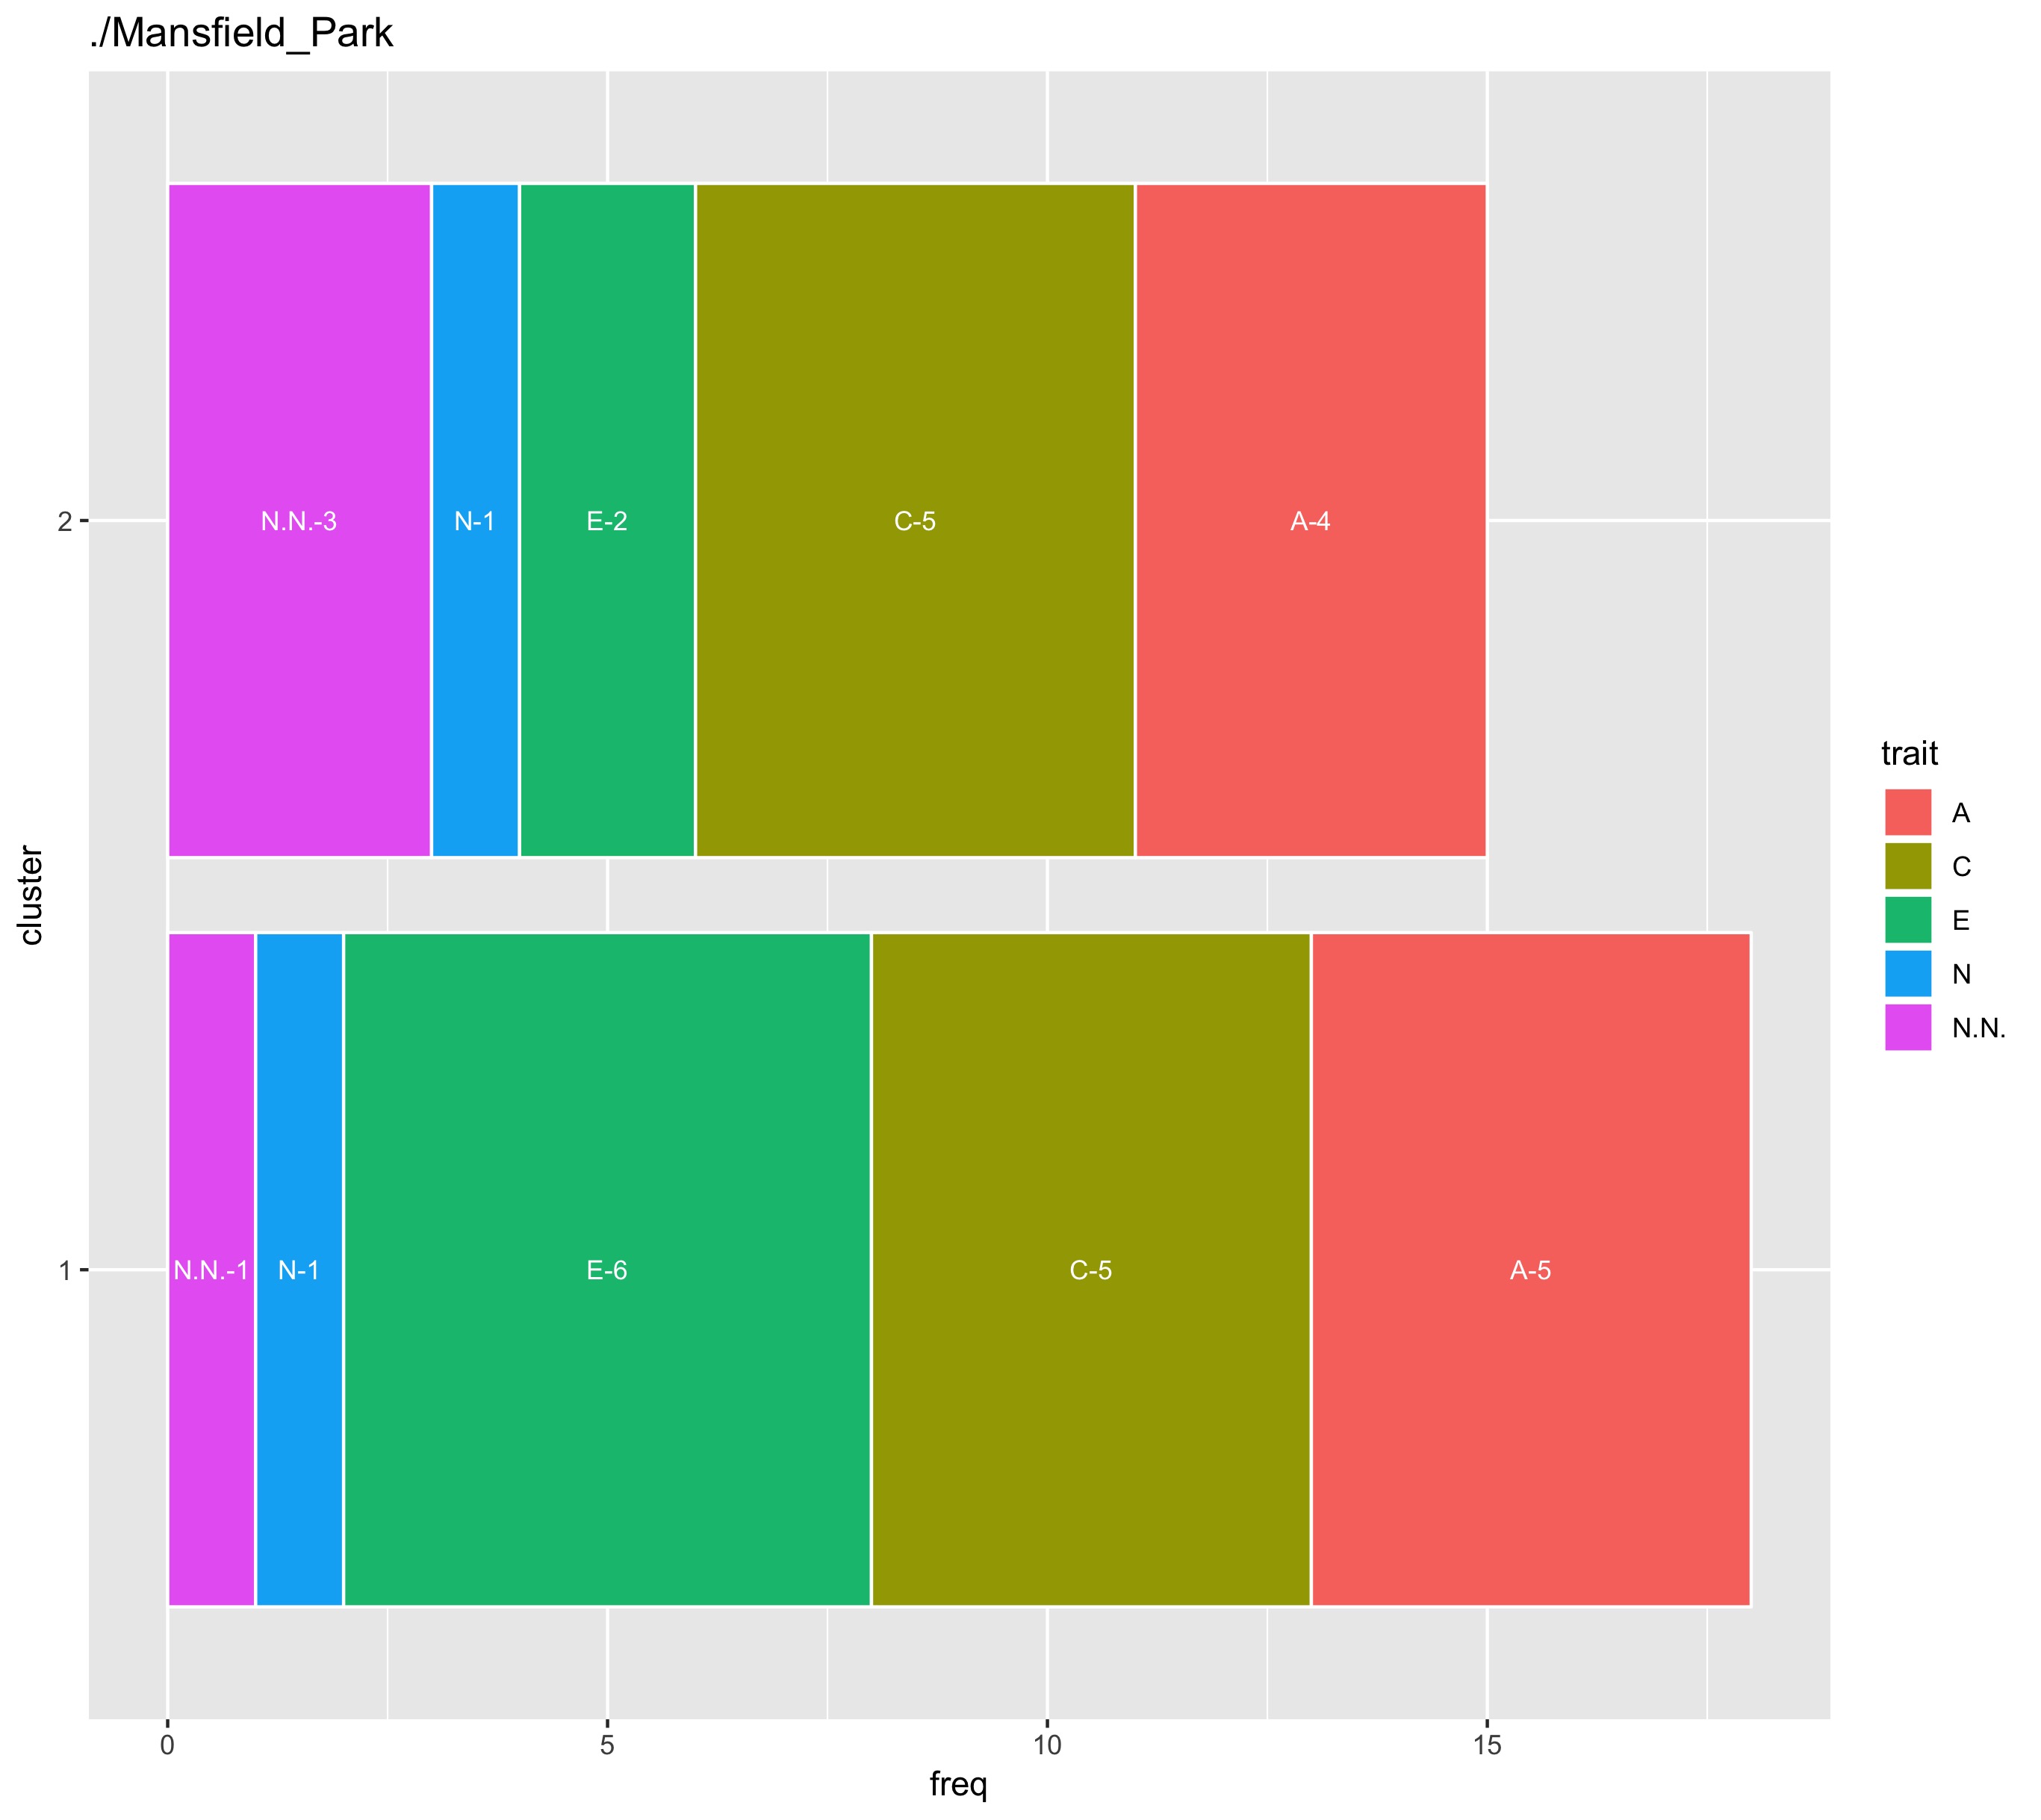 ./Mansfield_Park
cluster
2
N.N.-3
N-1
E-2
C-5
A-4
1
N.N.-1
N-1
E-6
C-5
A-5
0
5
10
15
freq
trait
A
C
E
N
N.N.